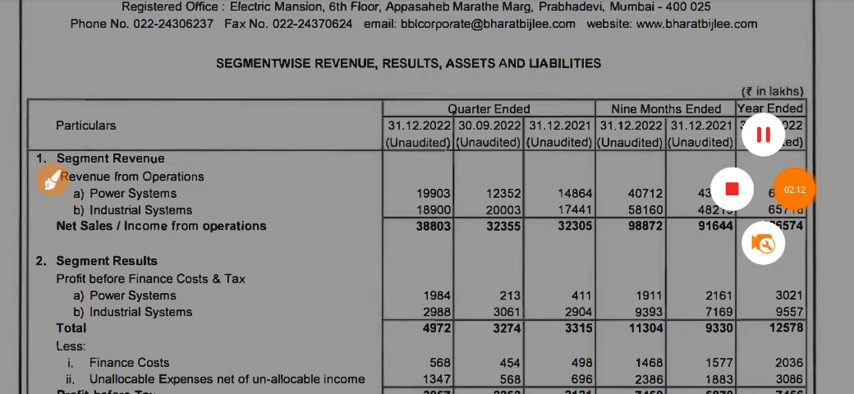 Registered Office : Electric Mansion, 6th Floor, Appasaheb Marathe Marg, Prabhadevi, Mumbai - 400 025
Phone No. 022-24306237 Fax No. 022-24370624 email: bblcorporate@bharatbijlee.com website: www.bharatbijlee.com
SEGMENTWISE REVENUE, RESULTS, ASSETS AND LIABILITIES
(₹ in lakhs)
Quarter Ended Nine Months Ended Year Ended
Particulars 31.12.2022 30.09.2022 31.12.2021 31.12.2022 31.12.2021
(Unaudited) (Unaudited) (Unaudited) (Unaudited) (Unaudited)
1. Segment Revenue
Revenue from Operations
a) Power Systems 19903 12352 14864 40712
02:12
b) Industrial Systems 18900 20003 17441 58160
Net Sales / Income from operations 38803 32355 32305 98872 91644
2. Segment Results
Profit before Finance Costs & Tax
a) Power Systems 1984 213 411 1911 2161 3021
b) Industrial Systems 2988 3061 2904 9393 7169 9557
Total 4972 3274 3315 11304 9330 12578
Less:
i. Finance Costs 568 454 498 1468 1577 2036
ii. Unallocable Expenses net of un-allocable income 1347 568 696 2386 1883 3086